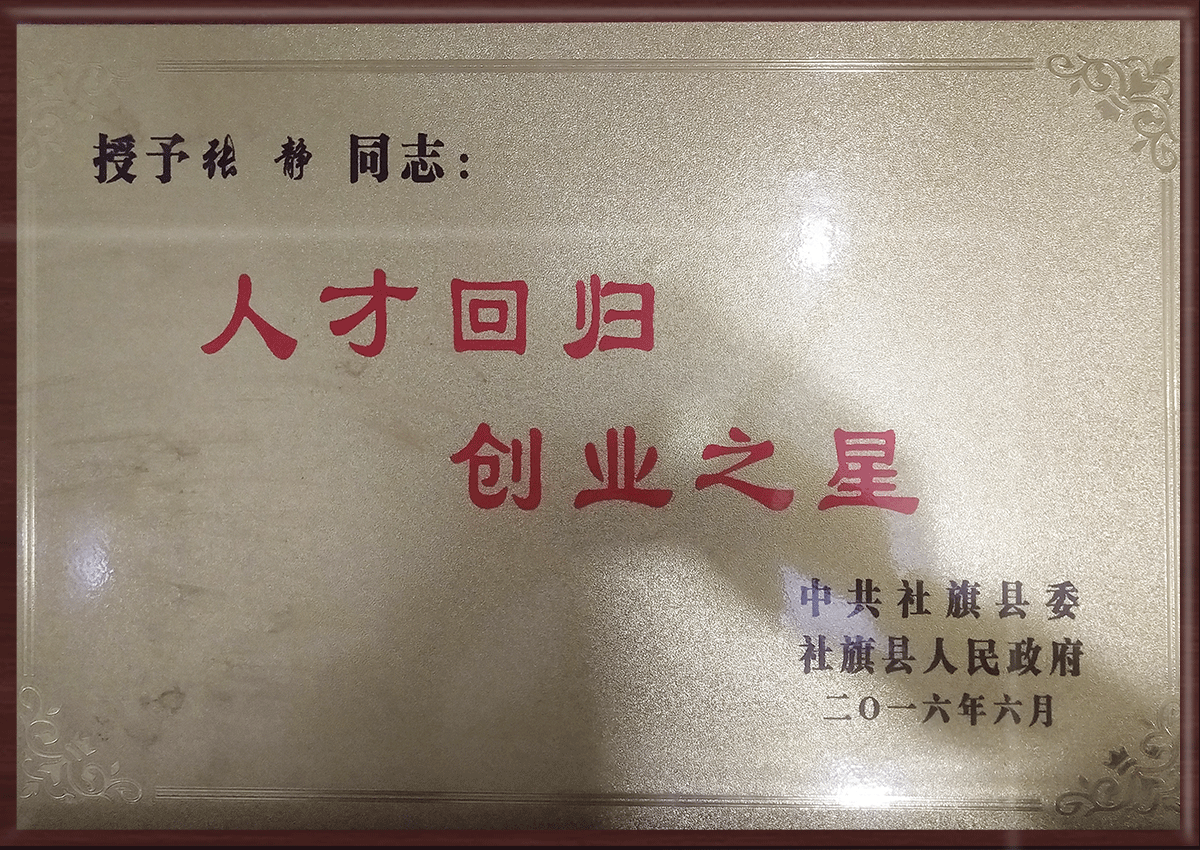 授予张 静 同志：
人才回归
创业之星
中共社旗县委
社旗县人民政府
二〇一六年六月